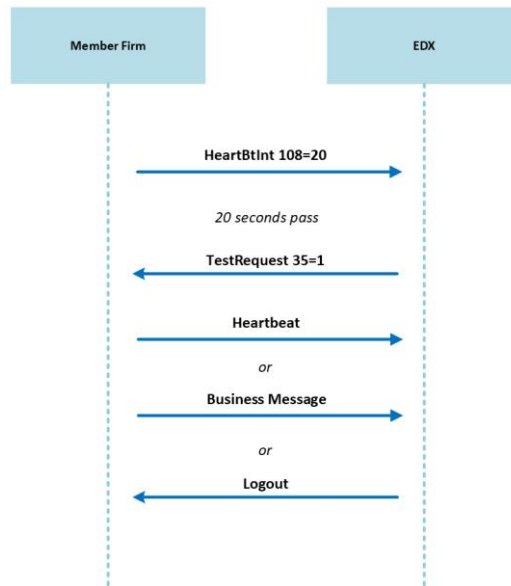 Member Firm
EDX
HeartBtInt 108=20
20 seconds pass
TestRequest 35=1
Heartbeat
or
Business Message
or
Logout